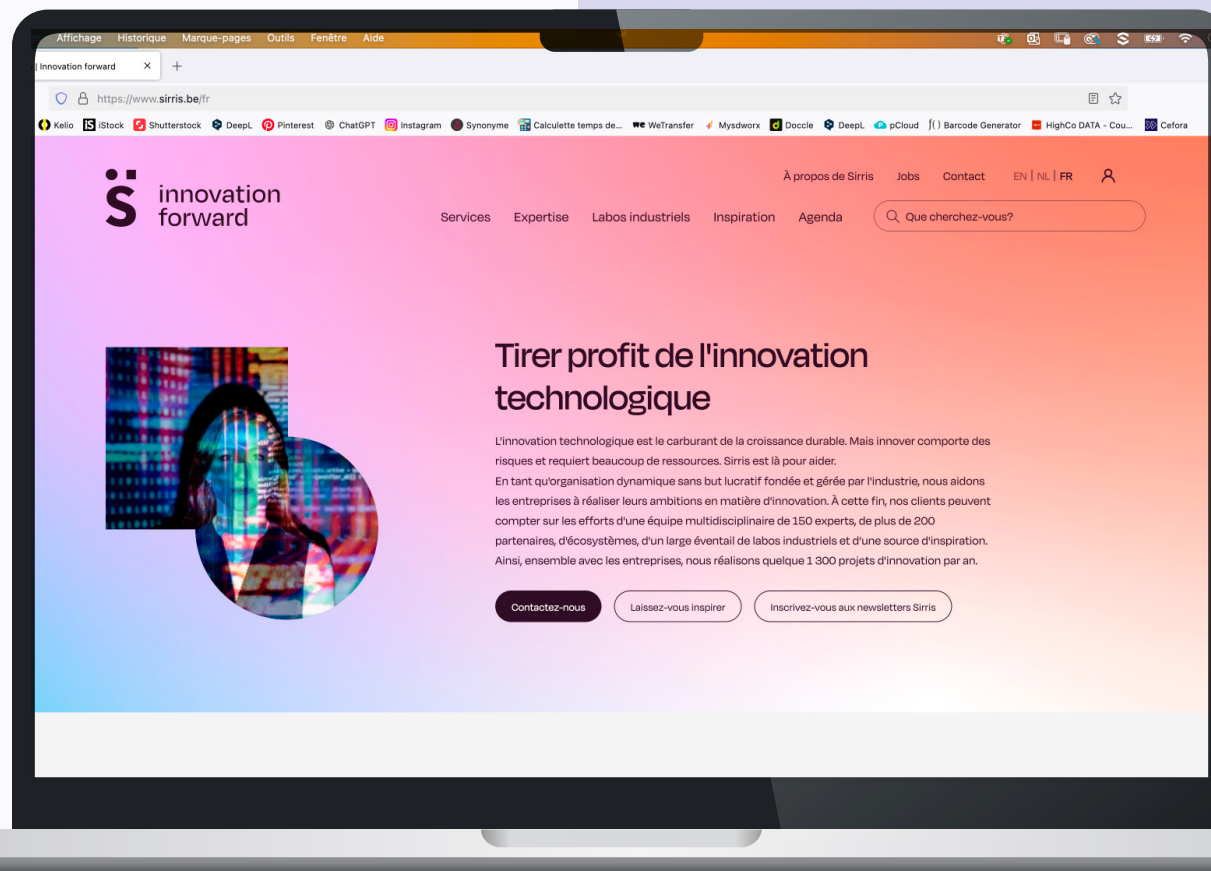 Affichage Historique Marque-pages Outils Fenêtre Aide
| Innovation forward
https://www.sirris.be/fr
Kelio iStock Shutterstock DeepL Pinterest ChatGPT Instagram Synonyme Calculette temps de... WeTransfer Mysdworx Doccle DeepL pCloud Barcode Generator HighCo DATA - Cou... Cefora
À propos de Sirris Jobs Contact EN | NL | FR
innovation
forward
Services Expertise Labos industriels Inspiration Agenda Que cherchez-vous?
Tirer profit de l'innovation
technologique
L'innovation technologique est le carburant de la croissance durable. Mais innover comporte des
risques et requiert beaucoup de ressources. Sirris est là pour aider.
En tant qu'organisation dynamique sans but lucratif fondée et gérée par l'industrie, nous aidons
les entreprises à réaliser leurs ambitions en matière d'innovation. À cette fin, nos clients peuvent
compter sur les efforts d'une équipe multidisciplinaire de 150 experts, de plus de 200
partenaires, d'écosystèmes, d'un large éventail de labos industriels et d'une source d'inspiration.
Ainsi, ensemble avec les entreprises, nous réalisons quelque 1 300 projets d'innovation par an.
Contactez-nous Laissez-vous inspirer Inscrivez-vous aux newsletters Sirris